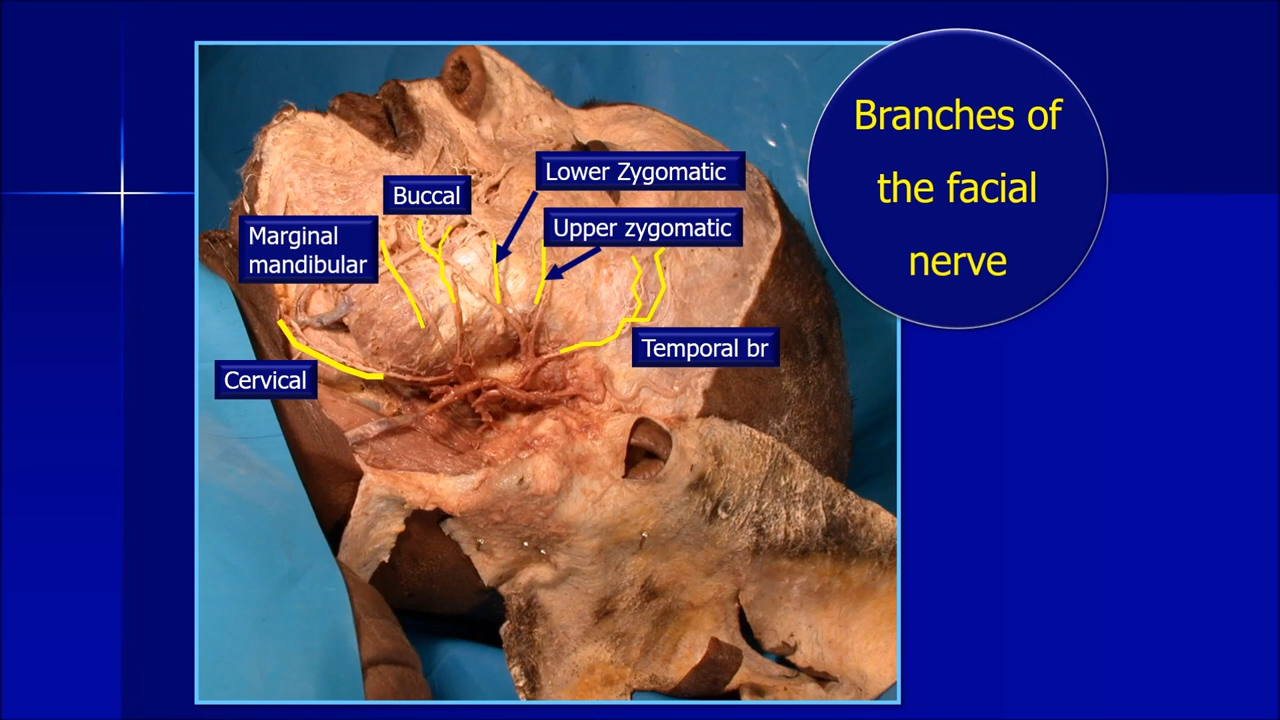 Branches of
the facial
nerve
Lower Zygomatic
Buccal
Upper zygomatic
Marginal
mandibular
Temporal br
Cervical